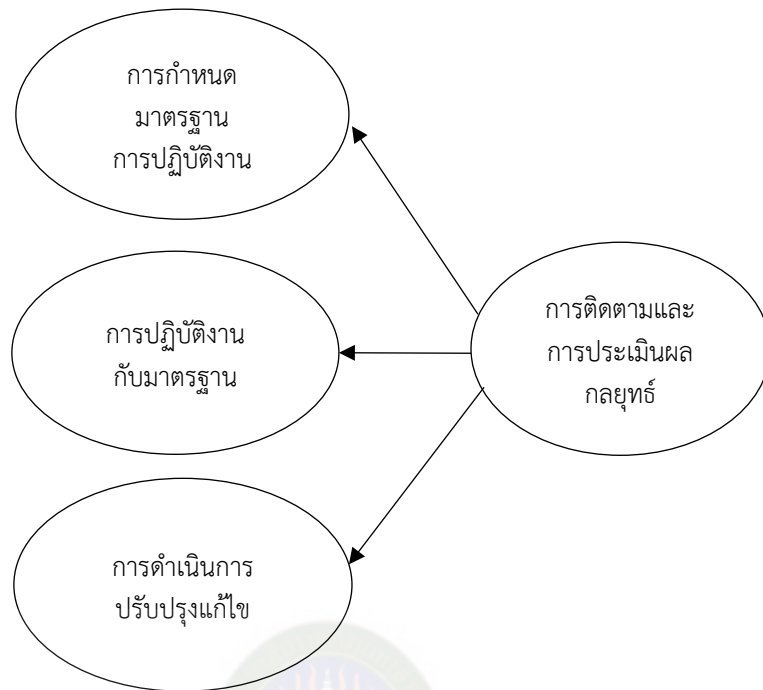 การกำหนด
มาตรฐาน
การปฏิบัติงาน
การปฏิบัติงาน
กับมาตรฐาน
การติดตามและ
การประเมินผล
กลยุทธ์
การดำเนินการ
ปรับปรุงแก้ไข